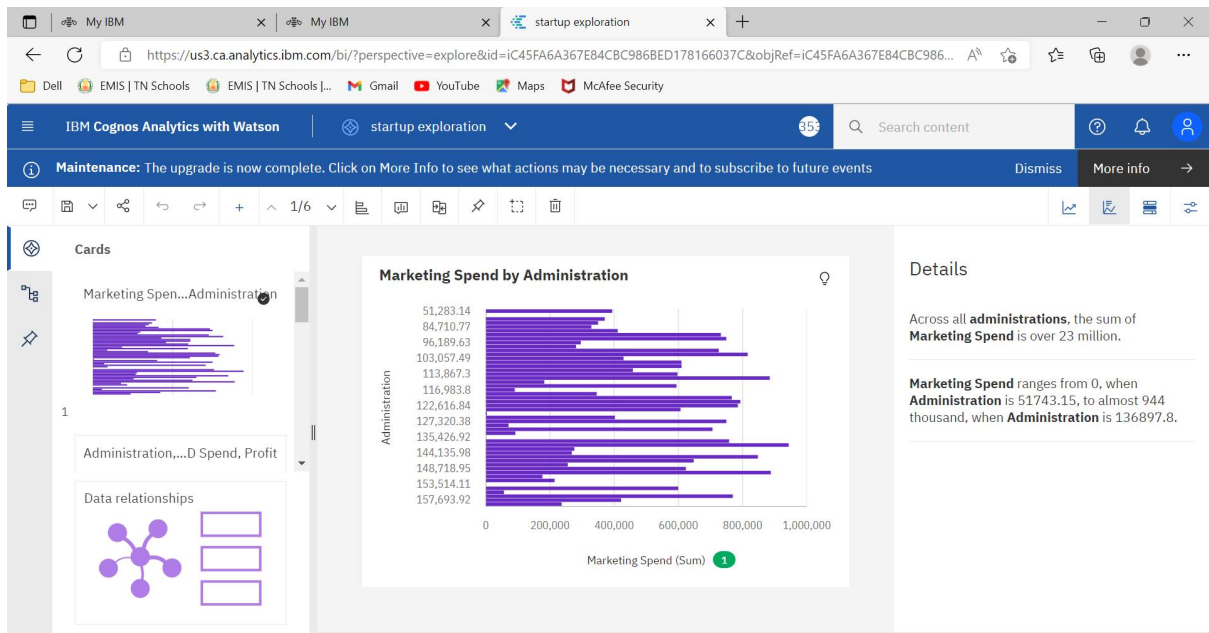 My IBM
My IBM
startup exploration
https://us3.ca.analytics.ibm.com/bi/?perspective=explore&id=iC45FA6A367E84CBC986BED178166037C&objRef=iC45FA6A367E84CBC986...
Dell
EMIS | TN Schools
EMIS | TN Schools |...
Gmail
YouTube
Maps
McAfee Security
IBM Cognos Analytics with Watson
startup exploration
353
Search content
Maintenance: The upgrade is now complete. Click on More Info to see what actions may be necessary and to subscribe to future events
Dismiss
More info
1/6
Cards
Marketing Spen...Administration
1
Administration,...D Spend, Profit
Data relationships
Marketing Spend by Administration
Administration
51,283.14
84,710.77
96,189.63
103,057.49
113,867.3
116,983.8
122,616.84
127,320.38
135,426.92
144,135.98
148,718.95
153,514.11
157,693.92
0 200,000 400,000 600,000 800,000 1,000,000
Marketing Spend (Sum) 1
Details
Across all administrations, the sum of
Marketing Spend is over 23 million.
Marketing Spend ranges from 0, when
Administration is 51743.15, to almost 944
thousand, when Administration is 136897.8.